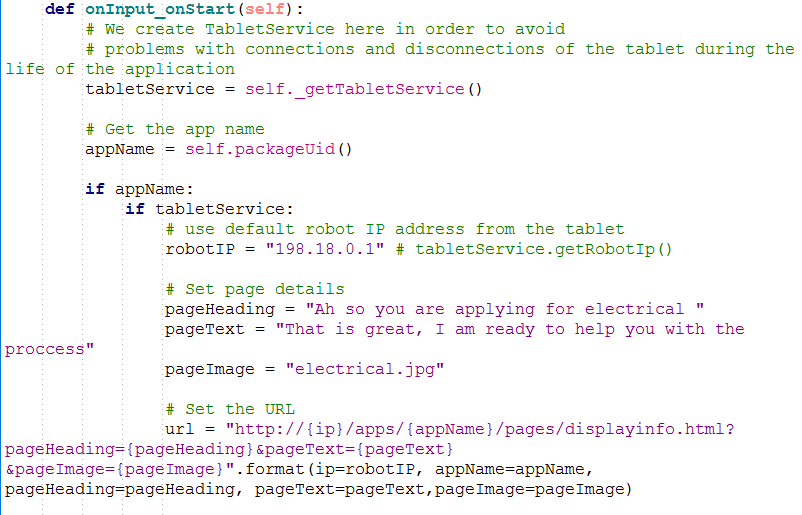 def onInput_onStart(self):
# We create TabletService here in order to avoid
# problems with connections and disconnections of the tablet during the
life of the application
tabletService = self._getTabletService()
# Get the app name
appName = self.packageUid()
if appName:
if tabletService:
# use default robot IP address from the tablet
robotIP = "198.18.0.1" # tabletService.getRobotIp()
# Set page details
pageHeading = "Ah so you are applying for electrical "
pageText = "That is great, I am ready to help you with the
proccess"
pageImage = "electrical.jpg"
# Set the URL
url = "http://{ip}/apps/{appName}/pages/displayinfo.html?
pageHeading={pageHeading}&pageText={pageText}
&pageImage={pageImage}".format(ip=robotIP, appName=appName,
pageHeading=pageHeading, pageText=pageText,pageImage=pageImage)